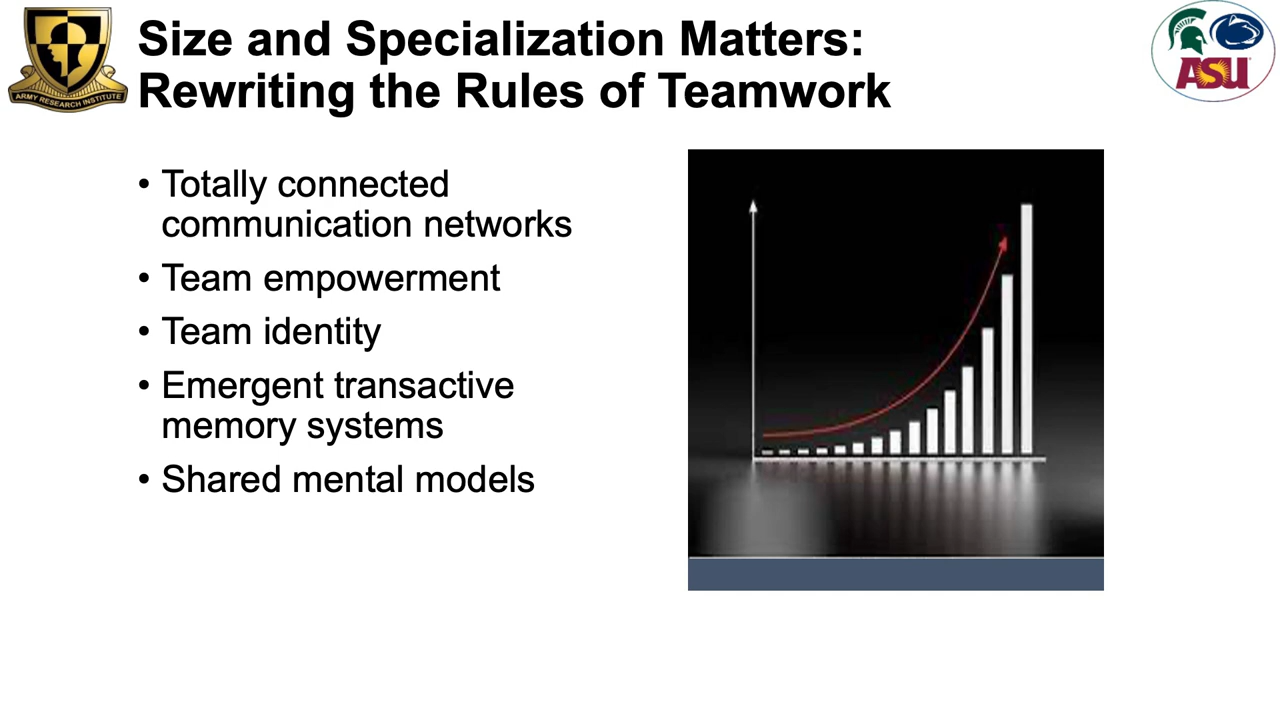 Size and Specialization Matters:
Rewriting the Rules of Teamwork
ARMY RESEARCH INSTITUTE
ASU
• Totally connected
communication networks
• Team empowerment
• Team identity
• Emergent transactive
memory systems
• Shared mental models